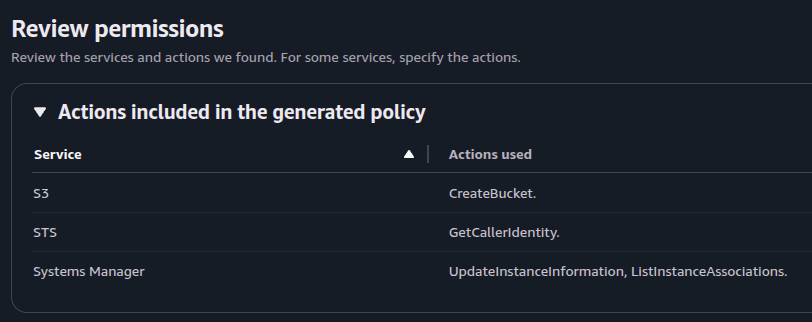 Review permissions
Review the services and actions we found. For some services, specify the actions.
Actions included in the generated policy
Service
Actions used
S3
CreateBucket.
STS
GetCallerIdentity.
Systems Manager
UpdateInstanceInformation, ListInstanceAssociations.